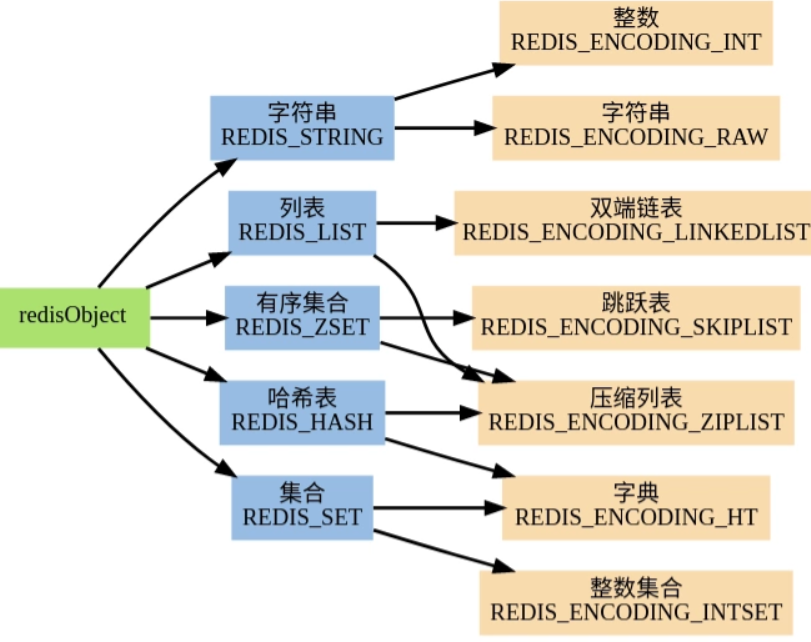 redisObject
字符串
REDIS_STRING
列表
REDIS_LIST
有序集合
REDIS_ZSET
哈希表
REDIS_HASH
集合
REDIS_SET
整数
REDIS_ENCODING_INT
字符串
REDIS_ENCODING_RAW
双端链表
REDIS_ENCODING_LINKEDLIST
跳跃表
REDIS_ENCODING_SKIPLIST
压缩列表
REDIS_ENCODING_ZIPLIST
字典
REDIS_ENCODING_HT
整数集合
REDIS_ENCODING_INTSET